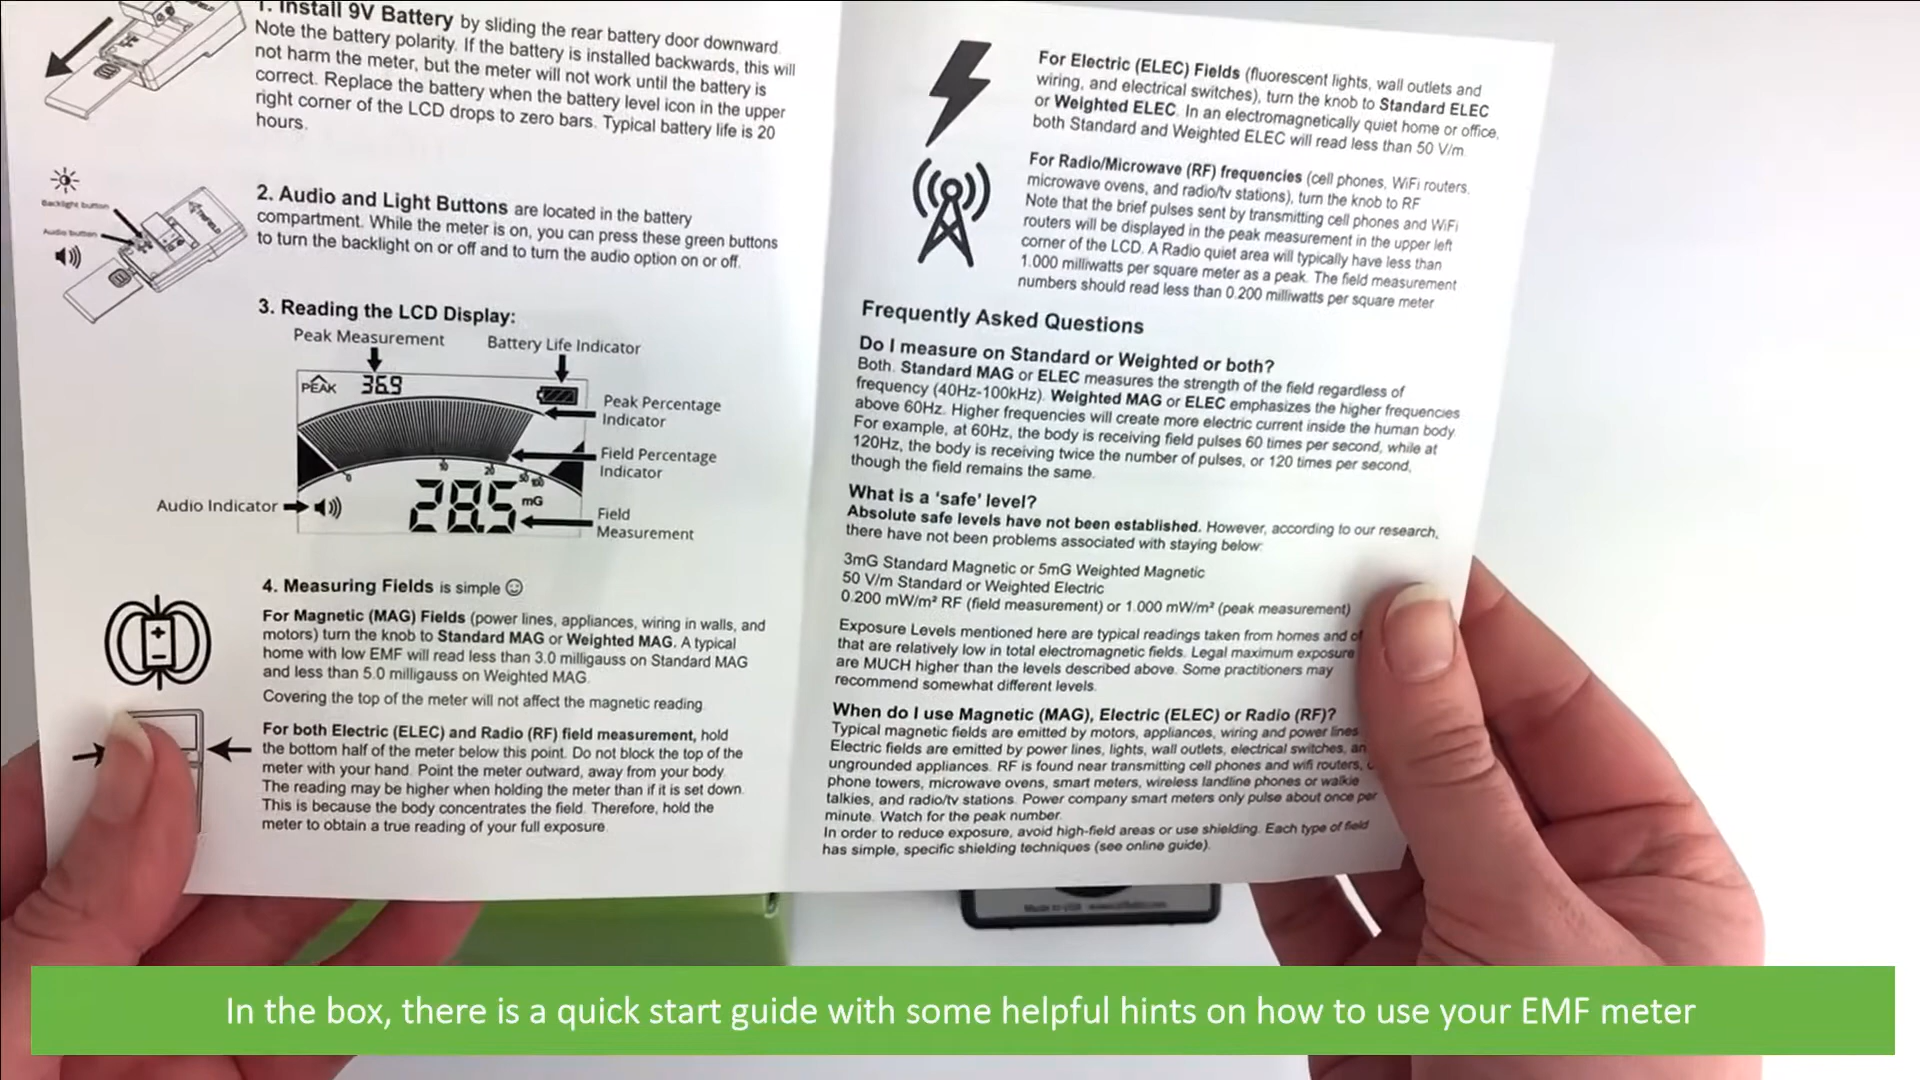 1. Install 9V Battery by sliding the rear battery door downward.
Note the battery polarity. If the battery is installed backwards, this will
not harm the meter, but the meter will not work until the battery is
correct. Replace the battery when the battery level icon in the upper
right corner of the LCD drops to zero bars. Typical battery life is 20
hours.
Backlight button
Audio button
2. Audio and Light Buttons are located in the battery
compartment. While the meter is on, you can press these green buttons
to turn the backlight on or off and to turn the audio option on or off.
3. Reading the LCD Display:
Peak Measurement
Battery Life Indicator
PEAK 36.9
Peak Percentage
Indicator
Field Percentage
Indicator
0 10 20 50 100
Audio Indicator
28.5 mG
Field
Measurement
4. Measuring Fields is simple ☺
For Magnetic (MAG) Fields (power lines, appliances, wiring in walls, and
motors) turn the knob to Standard MAG or Weighted MAG. A typical
home with low EMF will read less than 3.0 milligauss on Standard MAG
and less than 5.0 milligauss on Weighted MAG.
Covering the top of the meter will not affect the magnetic reading.
For both Electric (ELEC) and Radio (RF) field measurement, hold
the bottom half of the meter below this point. Do not block the top of the
meter with your hand. Point the meter outward, away from your body.
The reading may be higher when holding the meter than if it is set down.
This is because the body concentrates the field. Therefore, hold the
meter to obtain a true reading of your full exposure.
For Electric (ELEC) Fields (fluorescent lights, wall outlets and
wiring, and electrical switches), turn the knob to Standard ELEC
or Weighted ELEC. In an electromagnetically quiet home or office,
both Standard and Weighted ELEC will read less than 50 V/m.
For Radio/Microwave (RF) frequencies (cell phones, WiFi routers,
microwave ovens, and radio/tv stations), turn the knob to RF.
Note that the brief pulses sent by transmitting cell phones and WiFi
routers will be displayed in the peak measurement in the upper left
corner of the LCD. A Radio quiet area will typically have less than
1.000 milliwatts per square meter as a peak. The field measurement
numbers should read less than 0.200 milliwatts per square meter
Frequently Asked Questions
Do I measure on Standard or Weighted or both?
Both. Standard MAG or ELEC measures the strength of the field regardless of
frequency (40Hz-100kHz). Weighted MAG or ELEC emphasizes the higher frequencies
above 60Hz. Higher frequencies will create more electric current inside the human body.
For example, at 60Hz, the body is receiving field pulses 60 times per second, while at
120Hz, the body is receiving twice the number of pulses, or 120 times per second,
though the field remains the same.
What is a 'safe' level?
Absolute safe levels have not been established. However, according to our research,
there have not been problems associated with staying below:
3mG Standard Magnetic or 5mG Weighted Magnetic
50 V/m Standard or Weighted Electric
0.200 mW/m² RF (field measurement) or 1.000 mW/m² (peak measurement)
Exposure Levels mentioned here are typical readings taken from homes and
that are relatively low in total electromagnetic fields. Legal maximum exposure
are MUCH higher than the levels described above. Some practitioners may
recommend somewhat different levels.
When do I use Magnetic (MAG), Electric (ELEC) or Radio (RF)?
Typical magnetic fields are emitted by motors, appliances, wiring and power lines
Electric fields are emitted by power lines, lights, wall outlets, electrical switches,
ungrounded appliances. RF is found near transmitting cell phones and wifi routers,
phone towers, microwave ovens, smart meters, wireless landline phones or walkie
talkies, and radio/tv stations. Power company smart meters only pulse about once per
minute. Watch for the peak number.
In order to reduce exposure, avoid high-field areas or use shielding. Each type of field
has simple, specific shielding techniques (see online guide).
In the box, there is a quick start guide with some helpful hints on how to use your EMF meter